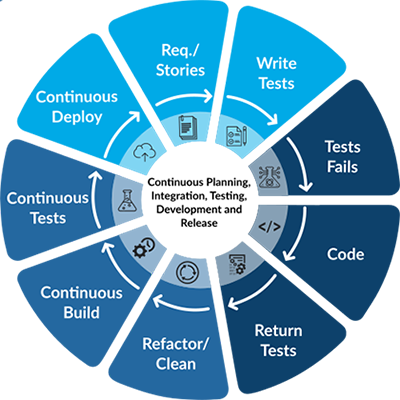 Req./
Stories
Write
Tests
Tests
Fails
Code
Return
Tests
Refactor/
Clean
Continuous
Build
Continuous
Tests
Continuous
Deploy
Continuous Planning,
Integration, Testing,
Development and
Release
</>